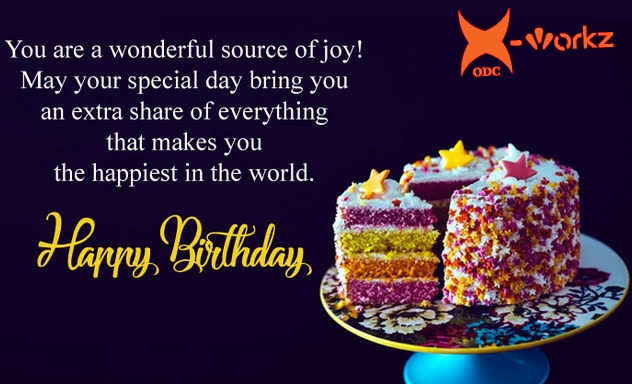 You are a wonderful source of joy!
May your special day bring you
an extra share of everything
that makes you
the happiest in the world.
Happy Birthday
X-workz
ODC